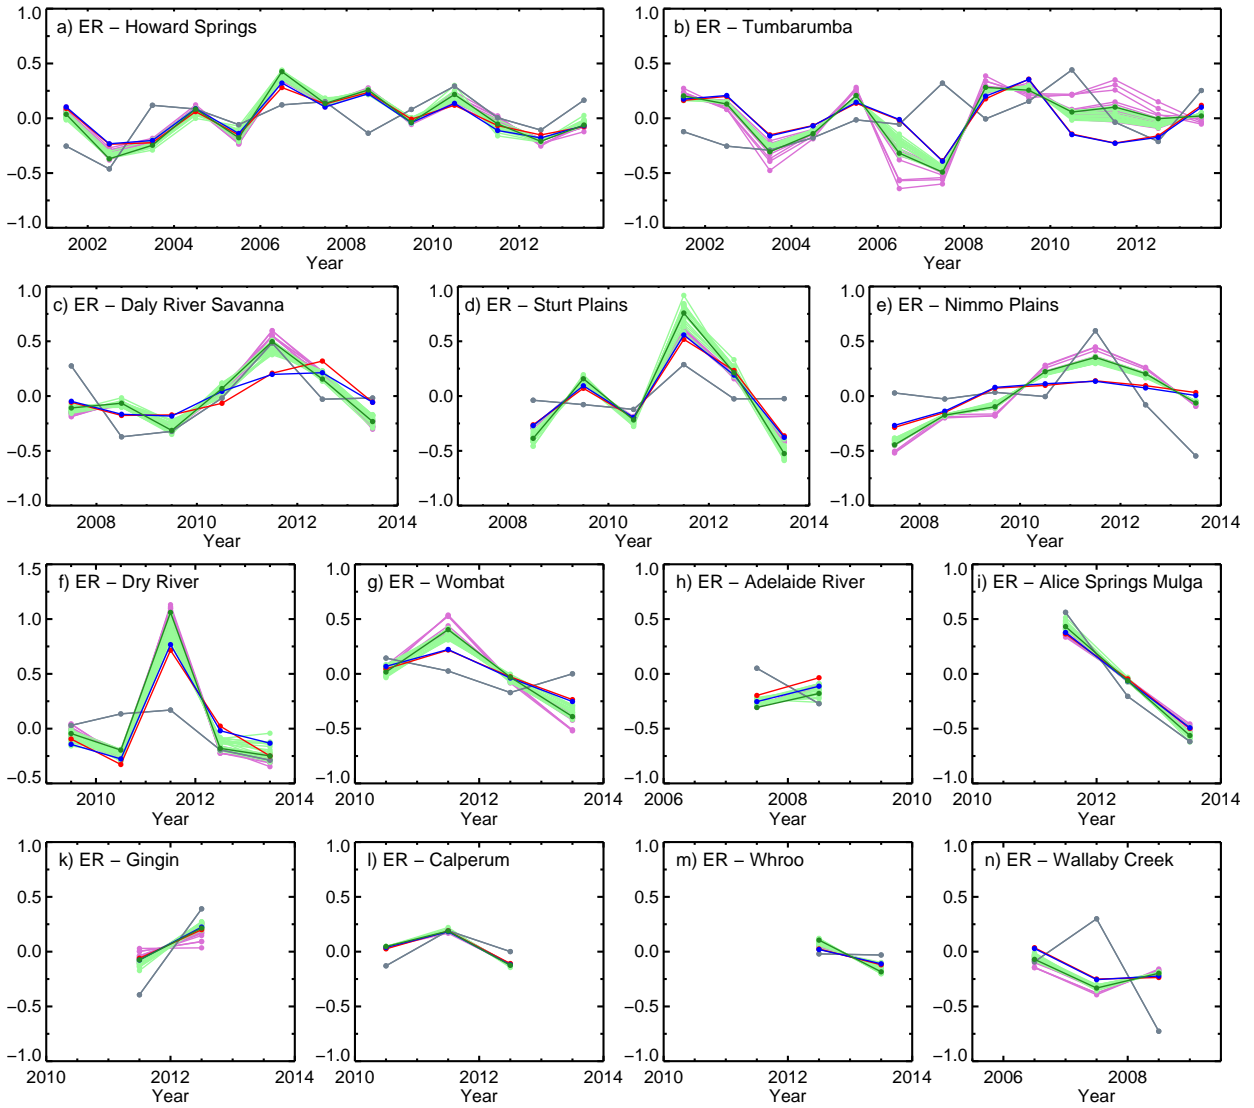 a) ER – Howard Springs
1.0
0.5
0.0
−0.5
−1.0
2002 2004 2006 2008 2010 2012
Year
b) ER – Tumbarumba
1.0
0.5
0.0
−0.5
−1.0
2002 2004 2006 2008 2010 2012
Year
c) ER – Daly River Savanna
1.0
0.5
0.0
−0.5
−1.0
2008 2010 2012 2014
Year
d) ER – Sturt Plains
1.0
0.5
0.0
−0.5
−1.0
2008 2010 2012 2014
Year
e) ER – Nimmo Plains
1.0
0.5
0.0
−0.5
−1.0
2008 2010 2012 2014
Year
f) ER – Dry River
1.5
1.0
0.5
0.0
−0.5
2010 2012 2014
Year
g) ER – Wombat
1.0
0.5
0.0
−0.5
−1.0
2010 2012 2014
Year
h) ER – Adelaide River
1.0
0.5
0.0
−0.5
−1.0
2006 2008 2010
Year
i) ER – Alice Springs Mulga
1.0
0.5
0.0
−0.5
−1.0
2010 2012 2014
Year
k) ER – Gingin
1.0
0.5
0.0
−0.5
−1.0
2010 2012 2014
Year
l) ER – Calperum
1.0
0.5
0.0
−0.5
−1.0
2010 2012 2014
Year
m) ER – Whroo
1.0
0.5
0.0
−0.5
−1.0
2010 2012 2014
Year
n) ER – Wallaby Creek
1.0
0.5
0.0
−0.5
−1.0
2006 2008
Year